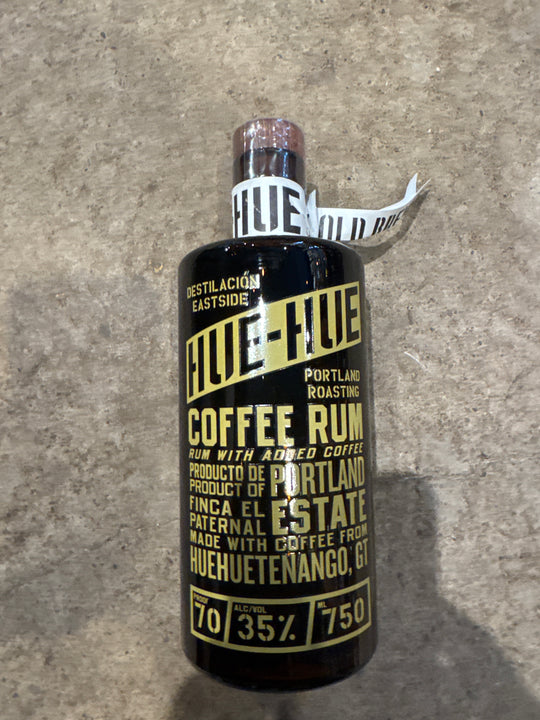 HUE
DESTILACIÓN
EASTSIDE
HUE-HUE
PORTLAND
ROASTING
COFFEE RUM
RUM WITH ADDED COFFEE
PRODUCTO DE
PRODUCT OF
PORTLAND
FINCA EL
PATERNAL
ESTATE
MADE WITH COFFEE FROM
HUEHUETENANGO, GT
PROOF
70
ALC/VOL
35%
ML
750